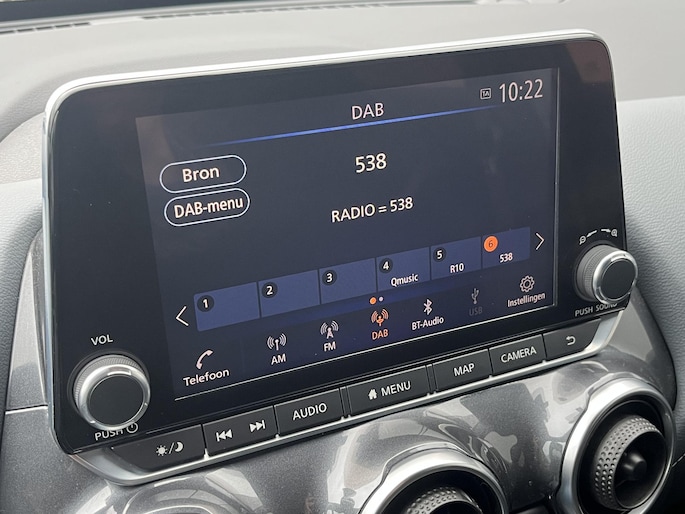 DAB
TA 10:22
Bron
538
DAB-menu
RADIO = 538
1
2
3
4 Qmusic
5 R10
6 538
Telefoon
AM
FM
DAB
BT-Audio
USB
Instellingen
VOL
PUSH
PUSH SOUND
AUDIO
MENU
MAP
CAMERA